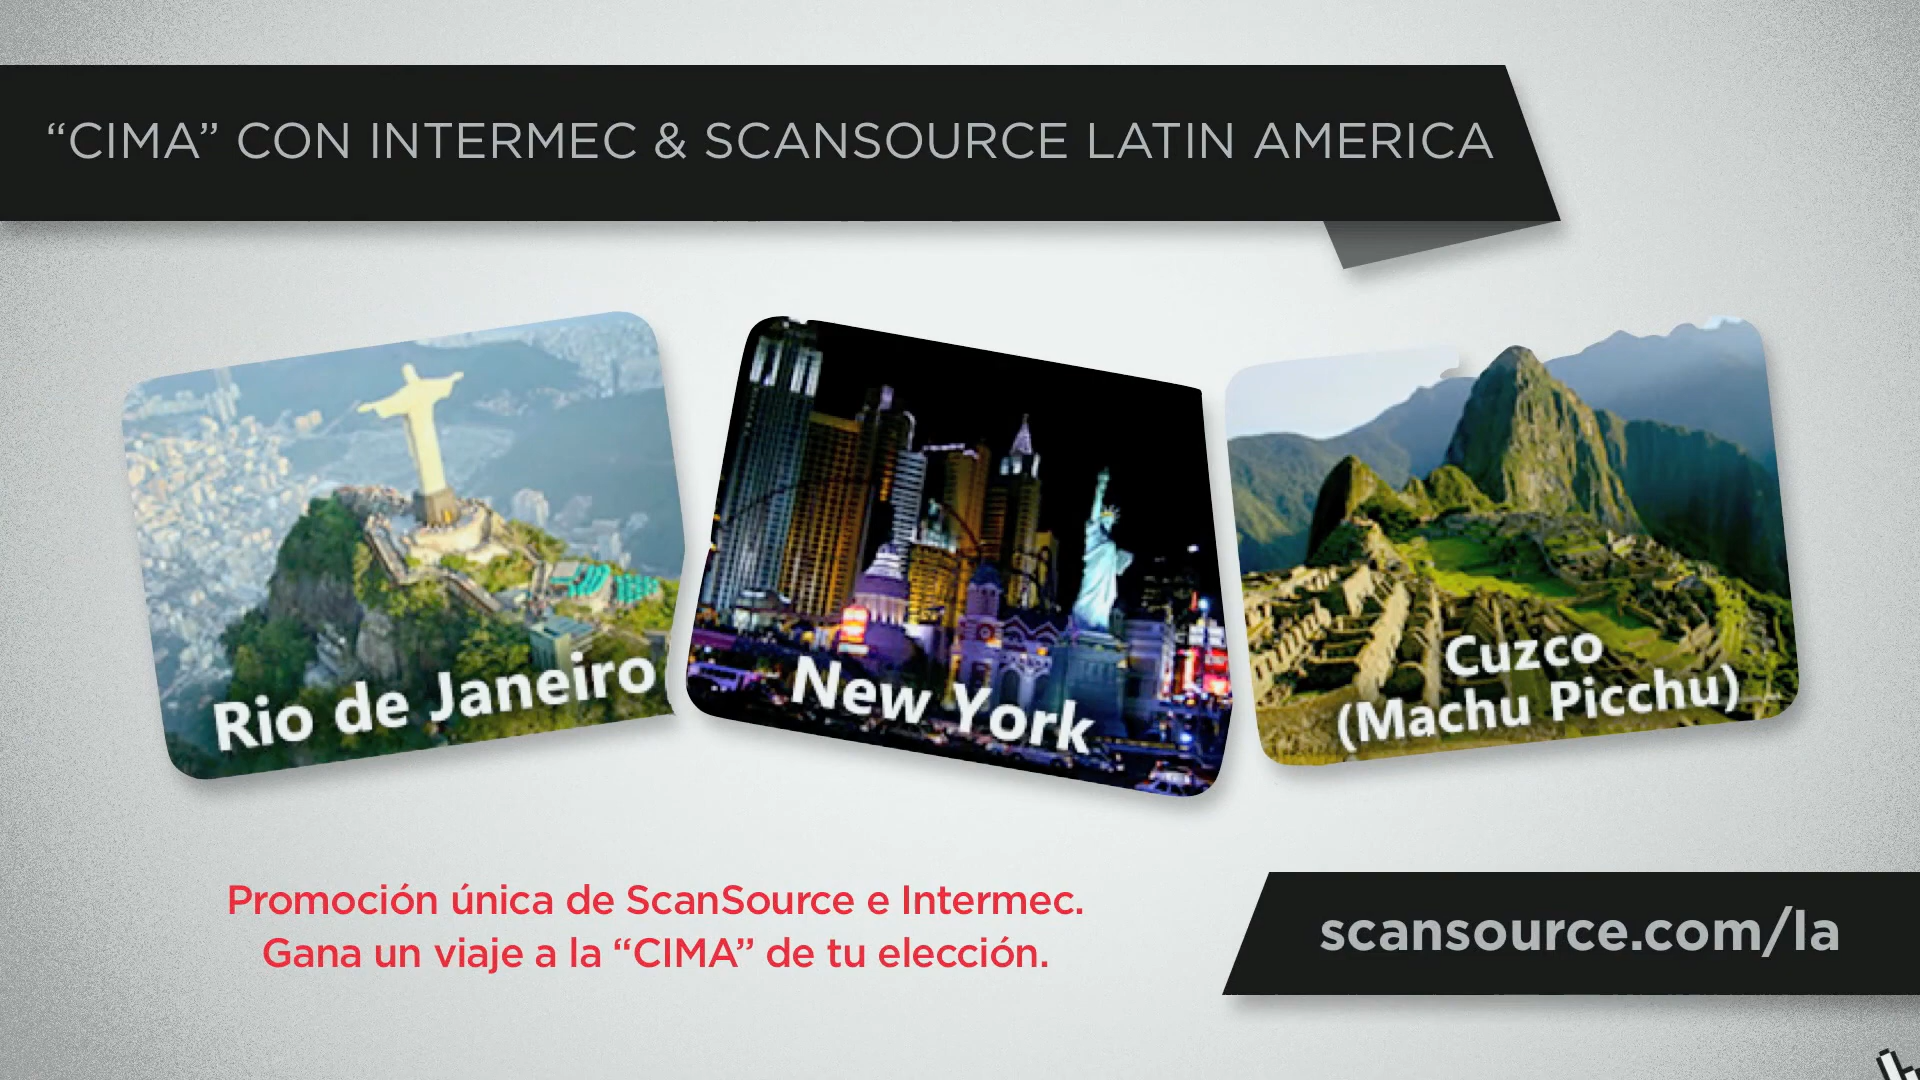 “CIMA” CON INTERMEC & SCANSOURCE LATIN AMERICA
Rio de Janeiro
New York
Cuzco
(Machu Picchu)
Promoción única de ScanSource e Intermec.
Gana un viaje a la “CIMA” de tu elección.
scansource.com/la